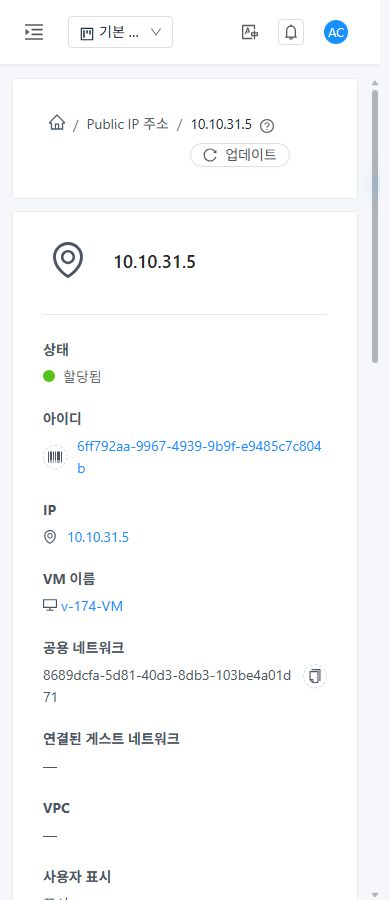 기본 ...
AC
/ Public IP 주소 / 10.10.31.5
업데이트
10.10.31.5
상태
할당됨
아이디
6ff792aa-9967-4939-9b9f-e9485c7c804
b
IP
10.10.31.5
VM 이름
v-174-VM
공용 네트워크
8689dcfa-5d81-40d3-8db3-103be4a01d
71
연결된 게스트 네트워크
—
VPC
—
사용자 표시